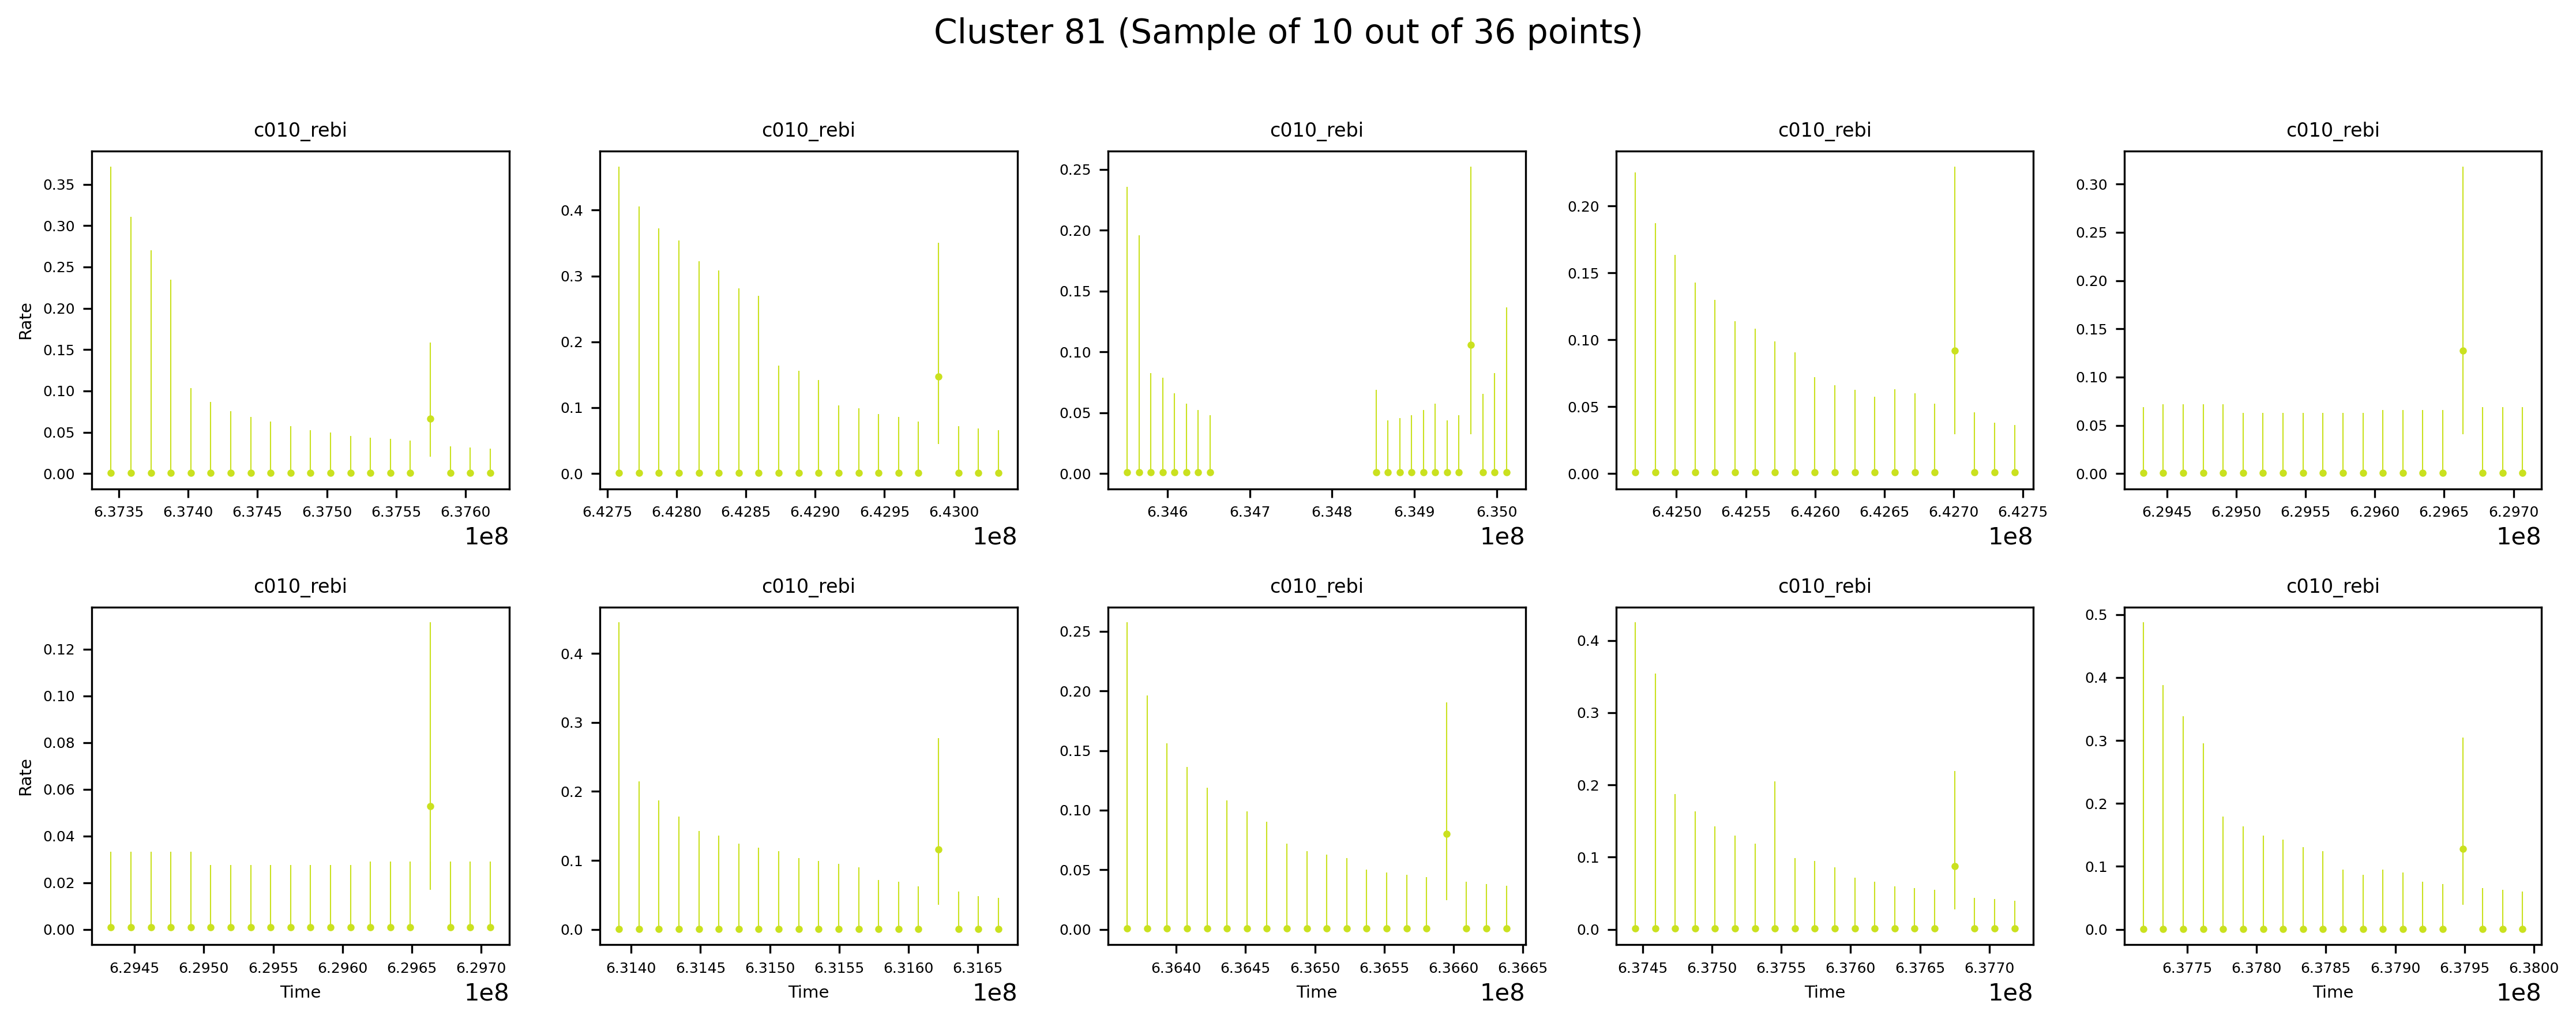 Cluster 81 (Sample of 10 out of 36 points)
c010_rebi c010_rebi c010_rebi c010_rebi c010_rebi
Rate
0.35 0.30 0.25 0.20 0.15 0.10 0.05 0.00
6.3735 6.3740 6.3745 6.3750 6.3755 6.3760
1e8
0.4 0.3 0.2 0.1 0.0
6.4275 6.4280 6.4285 6.4290 6.4295 6.4300
1e8
0.25 0.20 0.15 0.10 0.05 0.00
6.346 6.347 6.348 6.349 6.350
1e8
0.20 0.15 0.10 0.05 0.00
6.4250 6.4255 6.4260 6.4265 6.4270 6.4275
1e8
0.30 0.25 0.20 0.15 0.10 0.05 0.00
6.2945 6.2950 6.2955 6.2960 6.2965 6.2970
1e8
c010_rebi c010_rebi c010_rebi c010_rebi c010_rebi
Rate
0.12 0.10 0.08 0.06 0.04 0.02 0.00
6.2945 6.2950 6.2955 6.2960 6.2965 6.2970
Time 1e8
0.4 0.3 0.2 0.1 0.0
6.3140 6.3145 6.3150 6.3155 6.3160 6.3165
Time 1e8
0.25 0.20 0.15 0.10 0.05 0.00
6.3640 6.3645 6.3650 6.3655 6.3660 6.3665
Time 1e8
0.4 0.3 0.2 0.1 0.0
6.3745 6.3750 6.3755 6.3760 6.3765 6.3770
Time 1e8
0.5 0.4 0.3 0.2 0.1 0.0
6.3775 6.3780 6.3785 6.3790 6.3795 6.3800
Time 1e8